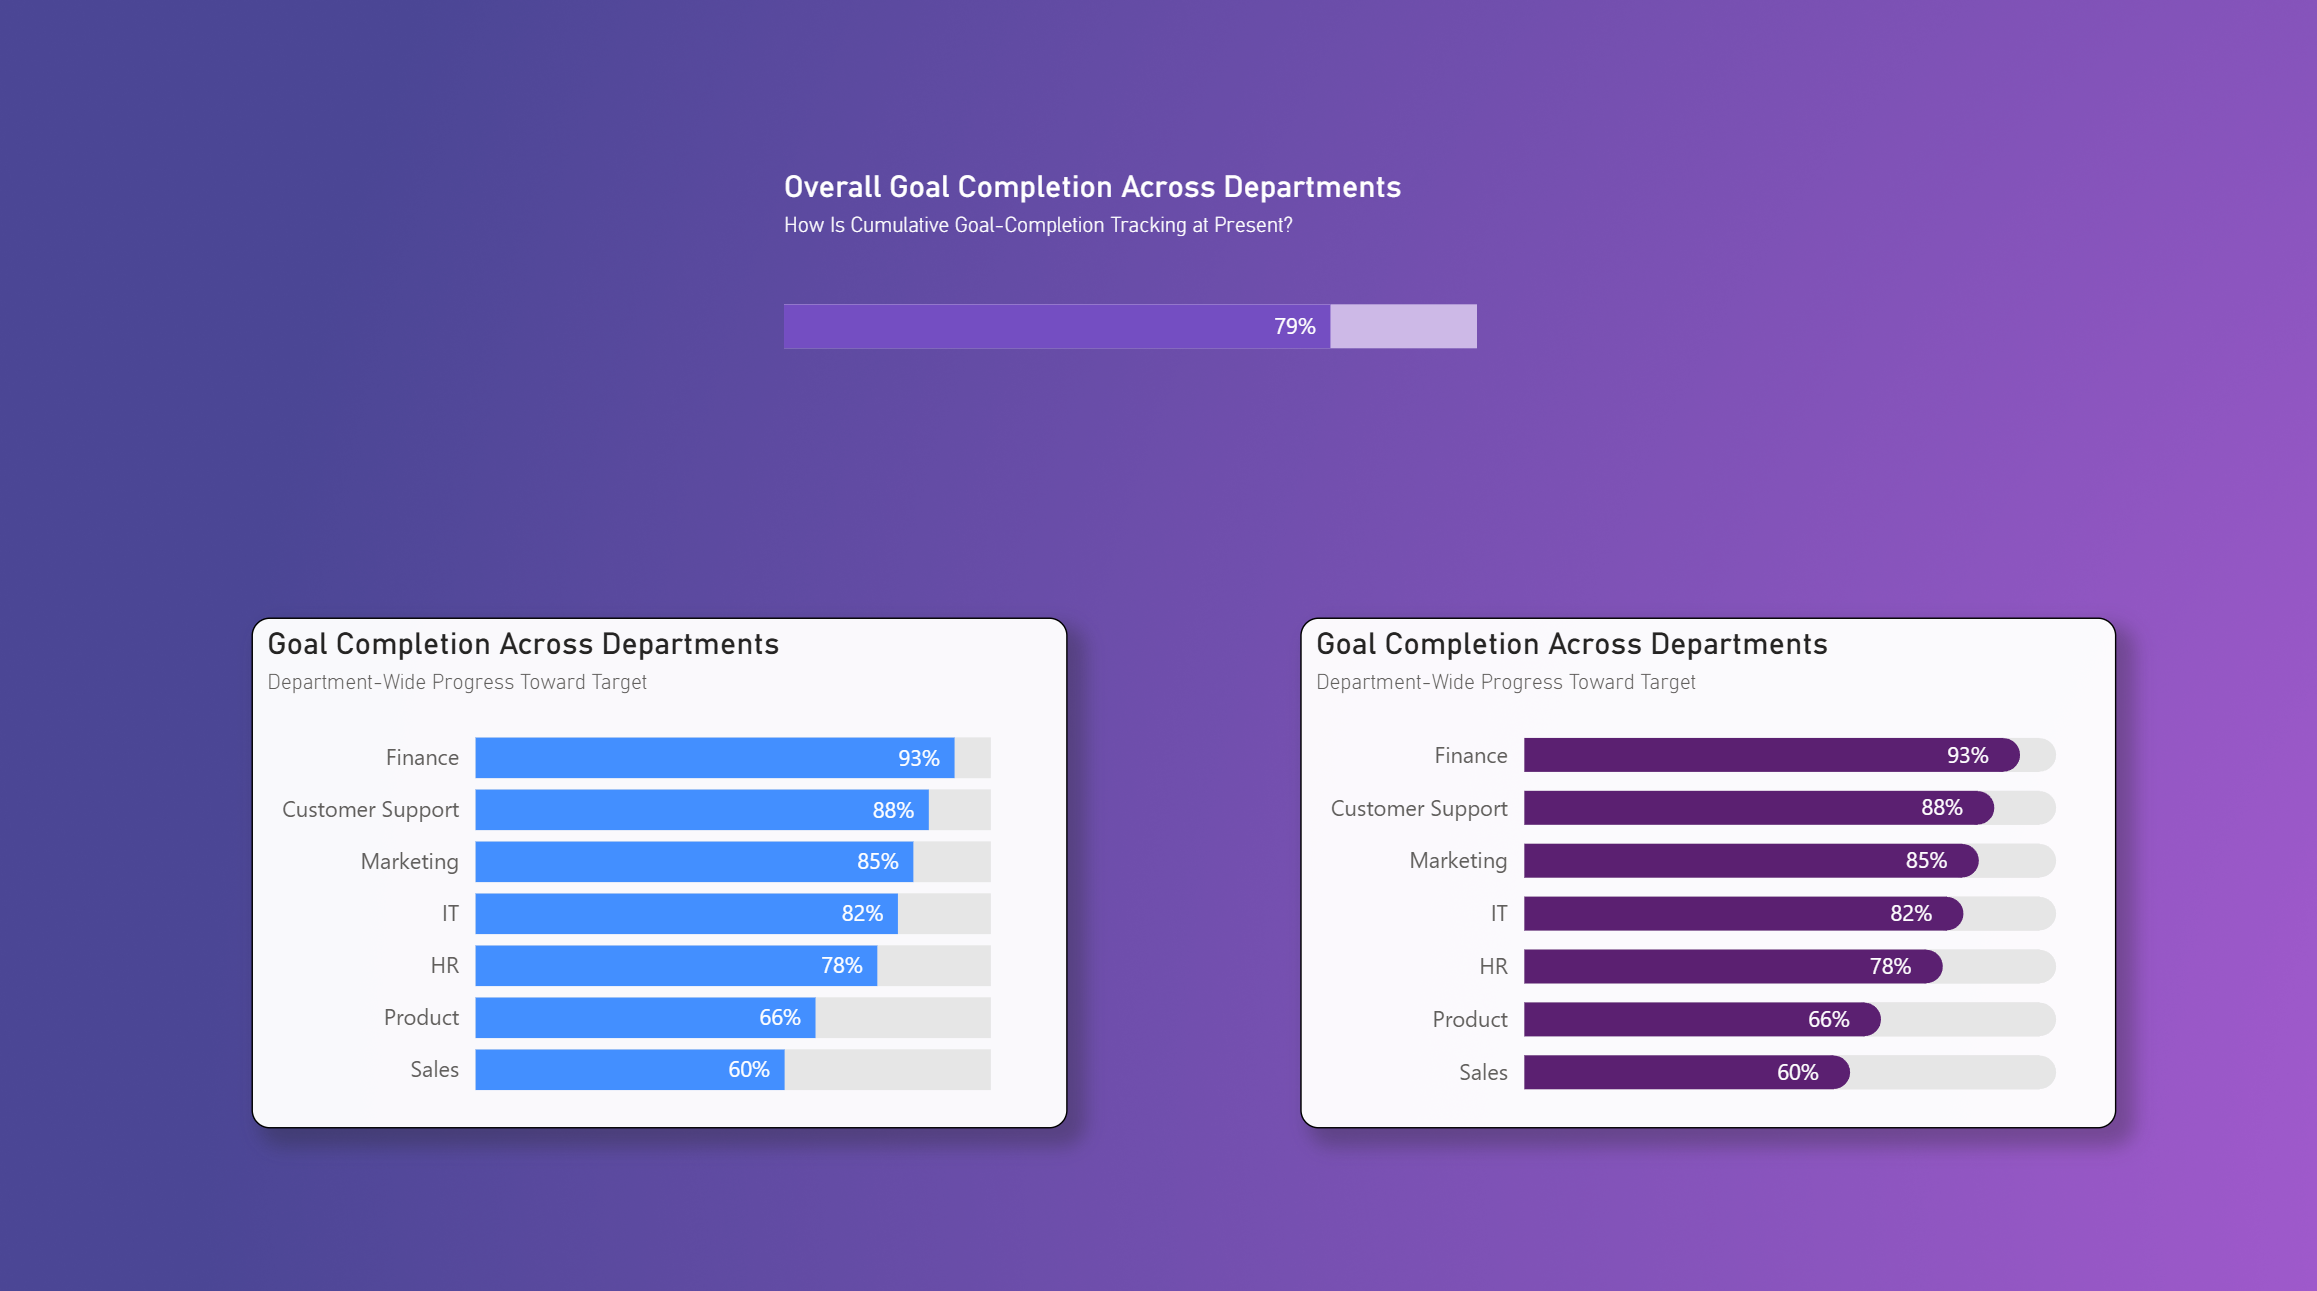 Overall Goal Completion Across Departments
How Is Cumulative Goal-Completion Tracking at Present?
79%
Goal Completion Across Departments
Department-Wide Progress Toward Target
Finance 93%
Customer Support 88%
Marketing 85%
IT 82%
HR 78%
Product 66%
Sales 60%
Goal Completion Across Departments
Department-Wide Progress Toward Target
Finance 93%
Customer Support 88%
Marketing 85%
IT 82%
HR 78%
Product 66%
Sales 60%